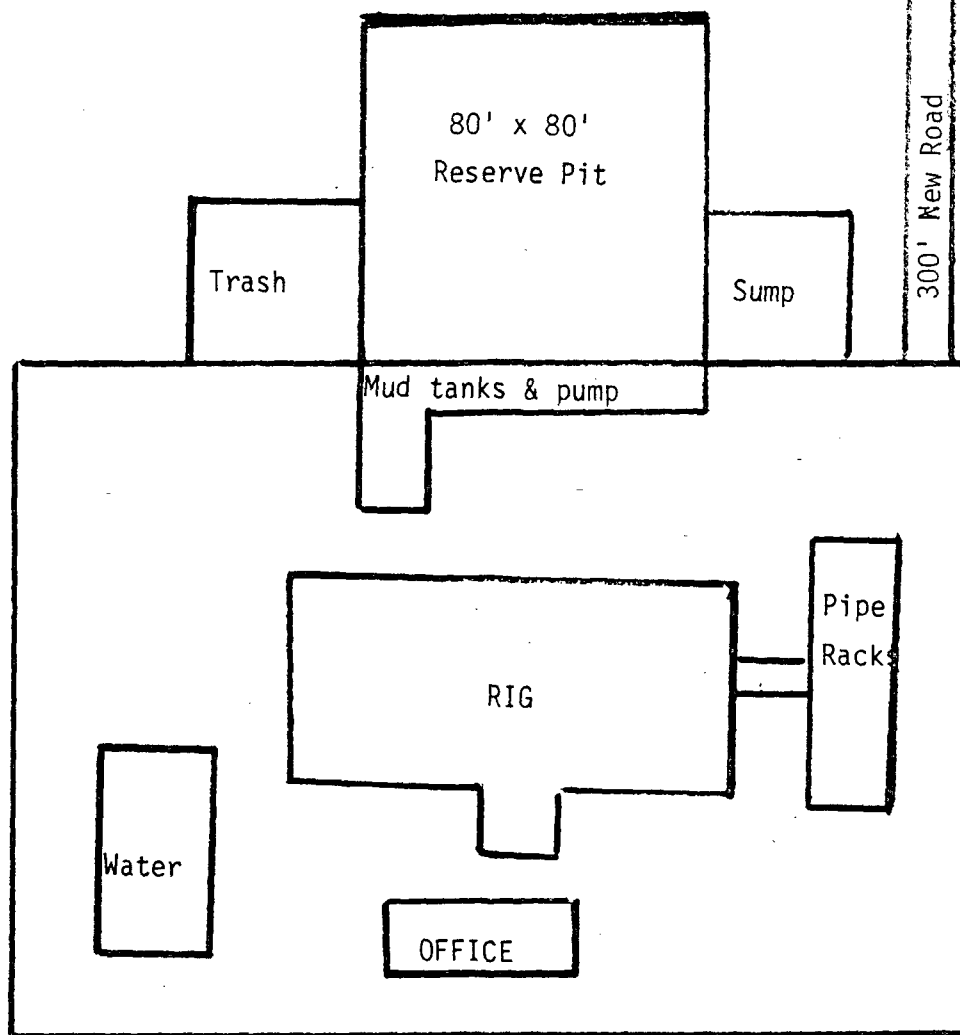 80' x 80'
Reserve Pit
300' New Road
Trash
Sump
Mud tanks & pump
Pipe
Racks
RIG
Water
OFFICE